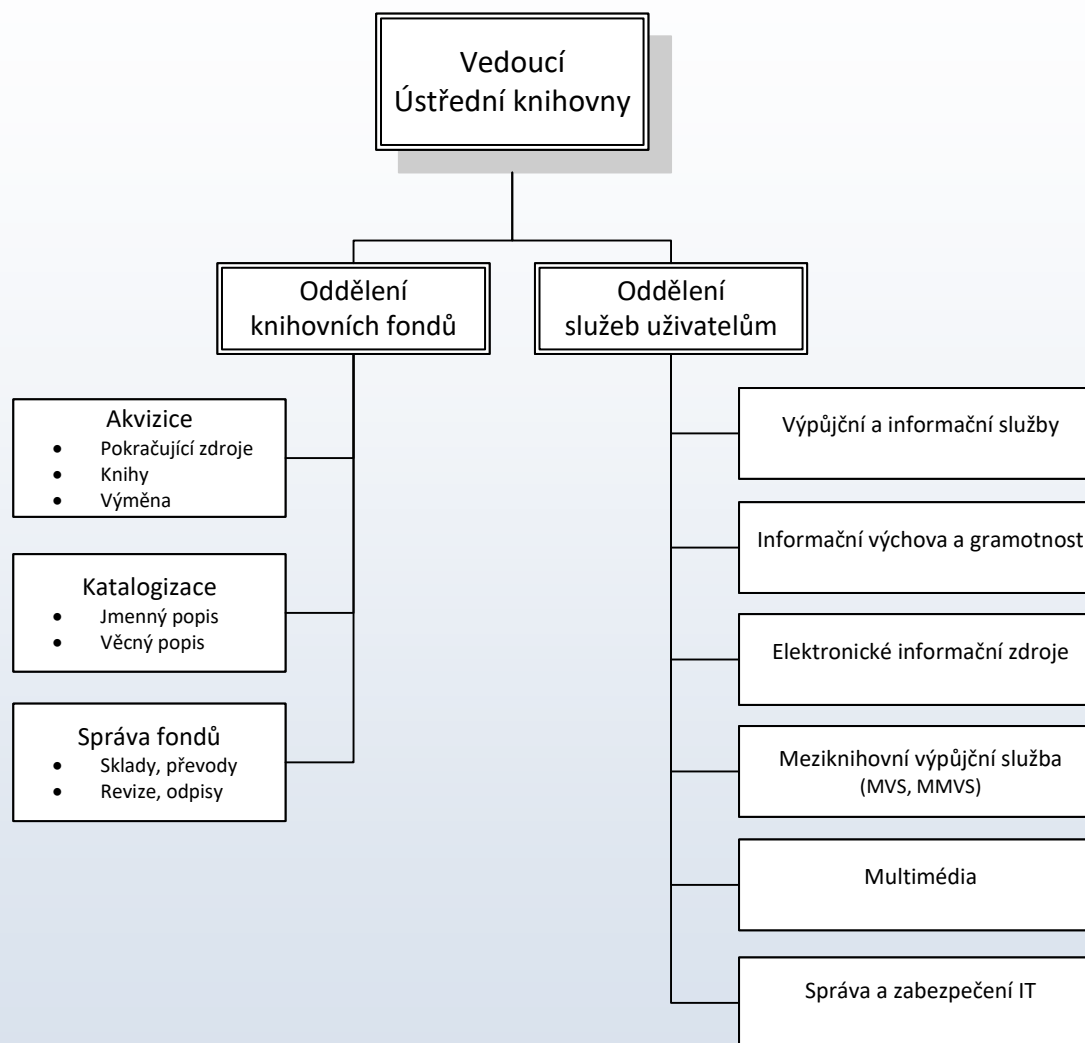 Vedoucí
Ústřední knihovny
Oddělení
knihovních fondů
Oddělení
služeb uživatelům
Akvizice
• Pokračující zdroje
• Knihy
• Výměna
Katalogizace
• Jmenný popis
• Věcný popis
Správa fondů
• Sklady, převody
• Revize, odpisy
Výpůjční a informační služby
Informační výchova a gramotnost
Elektronické informační zdroje
Meziknihovní výpůjční služba
(MVS, MMVS)
Multimédia
Správa a zabezpečení IT